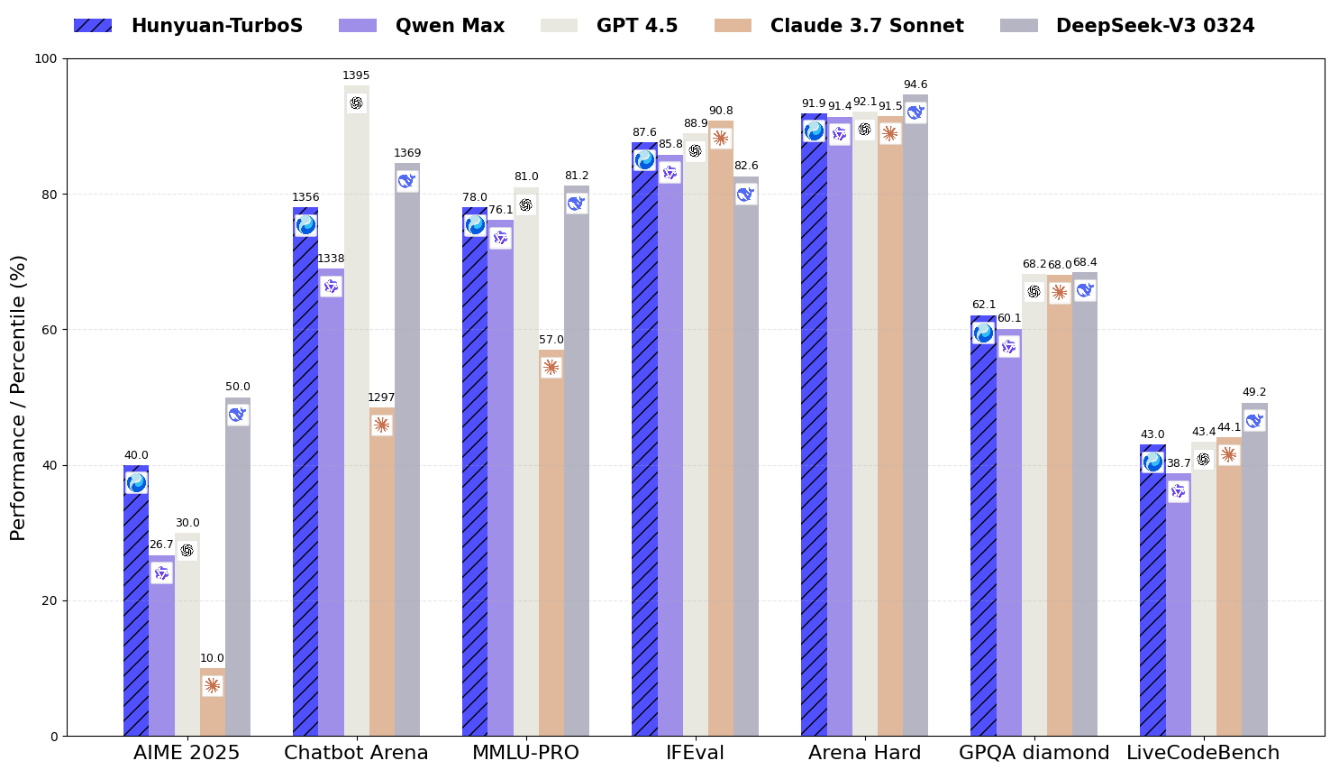 Hunyuan-TurboS Qwen Max GPT 4.5 Claude 3.7 Sonnet DeepSeek-V3 0324
Performance / Percentile (%)
100
80
60
40
20
0
40.0 26.7 30.0 10.0 50.0
1356 1338 1395 1297 1369
78.0 76.1 81.0 57.0 81.2
87.6 85.8 88.9 90.8 82.6
91.9 91.4 92.1 91.5 94.6
62.1 60.1 68.2 68.0 68.4
43.0 38.7 43.4 44.1 49.2
AIME 2025 Chatbot Arena MMLU-PRO IFEval Arena Hard GPQA diamond LiveCodeBench